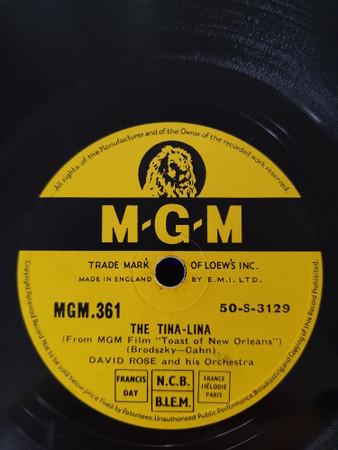 All rights of the Manufacturer and of the Owner of the recorded work reserved.
M-G-M
TRADE MARK OF LOEW'S INC.
MADE IN ENGLAND BY E.M.I. LTD.
MGM.361 50-S-3129
THE TINA-LINA
(From MGM Film "Toast of New Orleans")
(Brodszky—Cahn)
DAVID ROSE and his Orchestra
FRANCIS DAY
N.C.B.
B.I.E.M.
FRANCE
MÉLODIE
PARIS
Copyright Patented Record. Not to be sold below price fixed by Patentees. Unauthorised Public Performance, Broadcasting and Copying of this Record Prohibited.